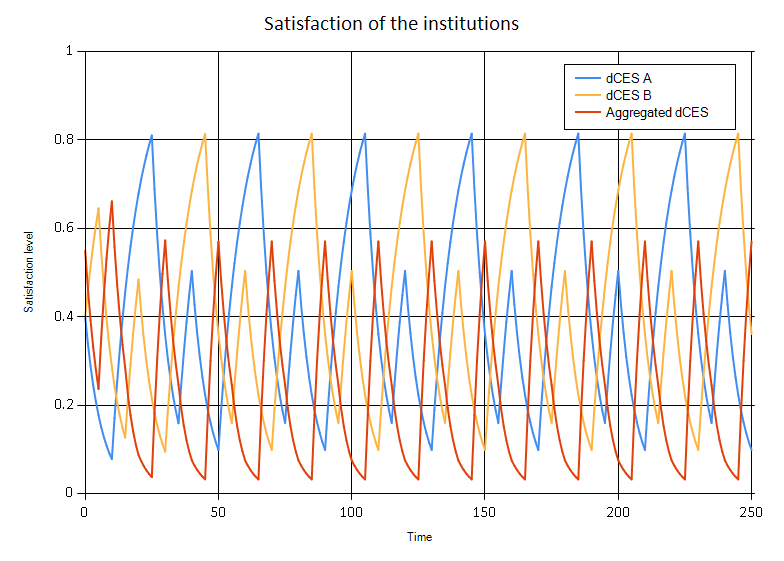 Satisfaction of the institutions
1
0.8
0.6
0.4
0.2
0
Satisfaction level
dCES A
dCES B
Aggregated dCES
0 50 100 150 200 250
Time